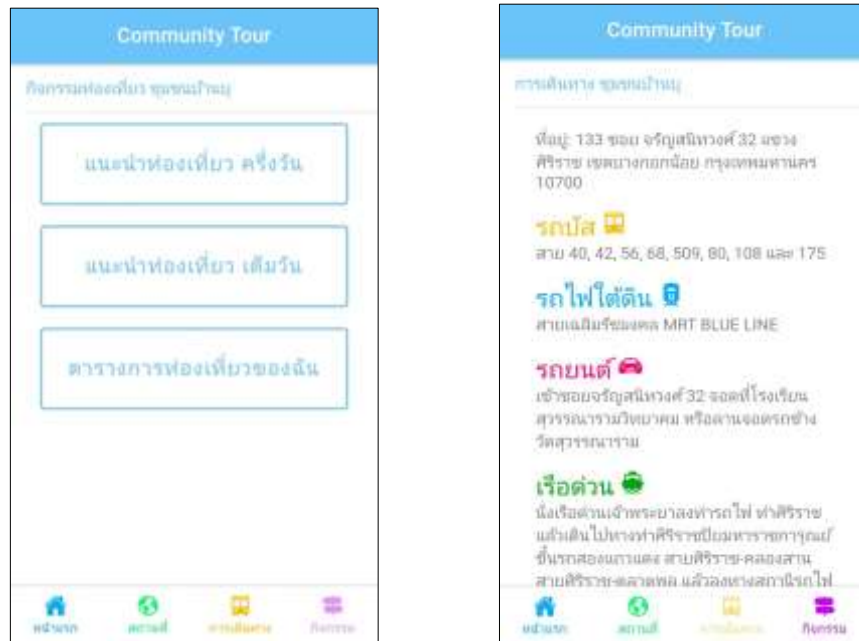 Community Tour
กิจกรรมท่องเที่ยว ชุมชนบ้านบุ
แนะนำท่องเที่ยว ครึ่งวัน
แนะนำท่องเที่ยว เต็มวัน
ตารางการท่องเที่ยวของฉัน
หน้าแรก
สถานที่
การเดินทาง
กิจกรรม
Community Tour
การเดินทาง ชุมชนบ้านบุ
ที่อยู่: 133 ซอย จรัญสนิทวงศ์ 32 แขวง
ศิริราช เขตบางกอกน้อย กรุงเทพมหานคร
10700
รถบัส
สาย 40, 42, 56, 68, 509, 80, 108 และ 175
รถไฟใต้ดิน
สายเฉลิมรัชมงคล MRT BLUE LINE
รถยนต์
เข้าซอยจรัญสนิทวงศ์ 32 จอดที่โรงเรียน
สุวรรณารามวิทยาคม หรือลานจอดรถข้าง
วัดสุวรรณาราม
เรือด่วน
นั่งเรือด่วนเจ้าพระยาลงท่ารถไฟ ท่าศิริราช
แล้วเดินไปทางท่าศิริราชปิยมหาราชการุณย์
ขึ้นรถสองแถวแดง สายศิริราช-คลองสาน
สายศิริราช-ตลาดพลู แล้วลงทางสถานีรถไฟ
หน้าแรก
สถานที่
การเดินทาง
กิจกรรม